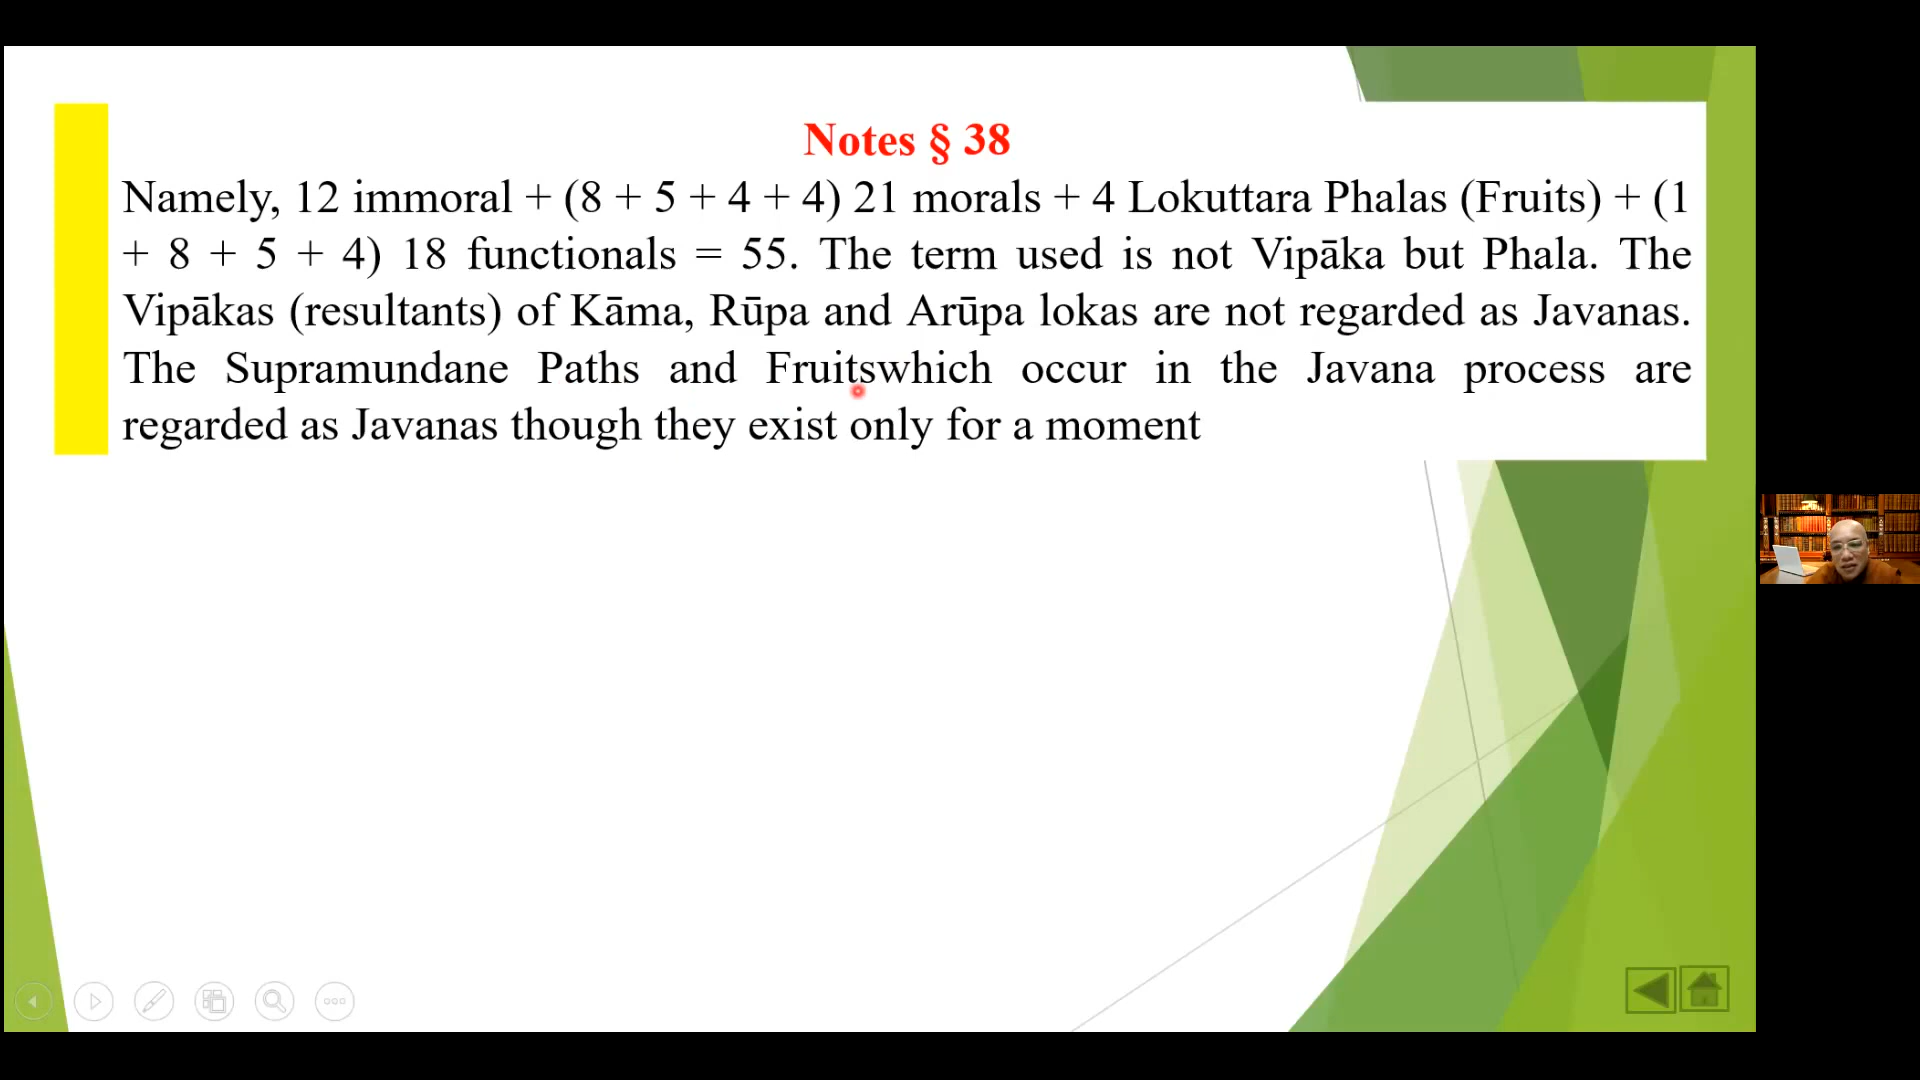 Notes § 38
Namely, 12 immoral + (8 + 5 + 4 + 4) 21 morals + 4 Lokuttara Phalas (Fruits) + (1
+ 8 + 5 + 4) 18 functionals = 55. The term used is not Vipāka but Phala. The
Vipākas (resultants) of Kāma, Rūpa and Arūpa lokas are not regarded as Javanas.
The Supramundane Paths and Fruitswhich occur in the Javana process are
regarded as Javanas though they exist only for a moment